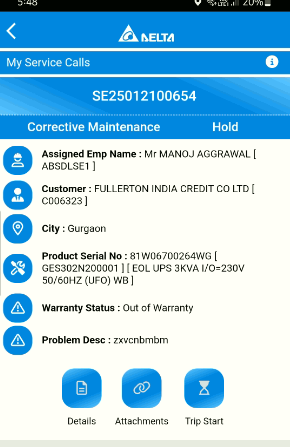 5:48
20%
DELTA
My Service Calls
SE25012100654
Corrective Maintenance Hold
Assigned Emp Name : Mr MANOJ AGGRAWAL [
ABSDLSE1 ]
Customer : FULLERTON INDIA CREDIT CO LTD [
C006323 ]
City : Gurgaon
Product Serial No : 81W06700264WG [
GES302N200001 ] [ EOL UPS 3KVA I/O=230V
50/60HZ (UFO) WB ]
Warranty Status : Out of Warranty
Problem Desc : zxvcnbmbm
Details Attachments Trip Start